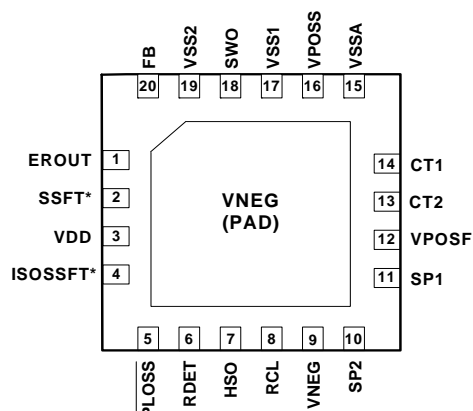 FB
VSS2
SWO
VSS1
VPOSS
VSSA
20
19
18
17
16
15
EROUT 1
SSFT* 2
VDD 3
ISOSSFT* 4
VNEG
(PAD)
14 CT1
13 CT2
12 VPOSF
11 SP1
5
6
7
8
9
10
PLOSS
RDET
HSO
RCL
VNEG
SP2